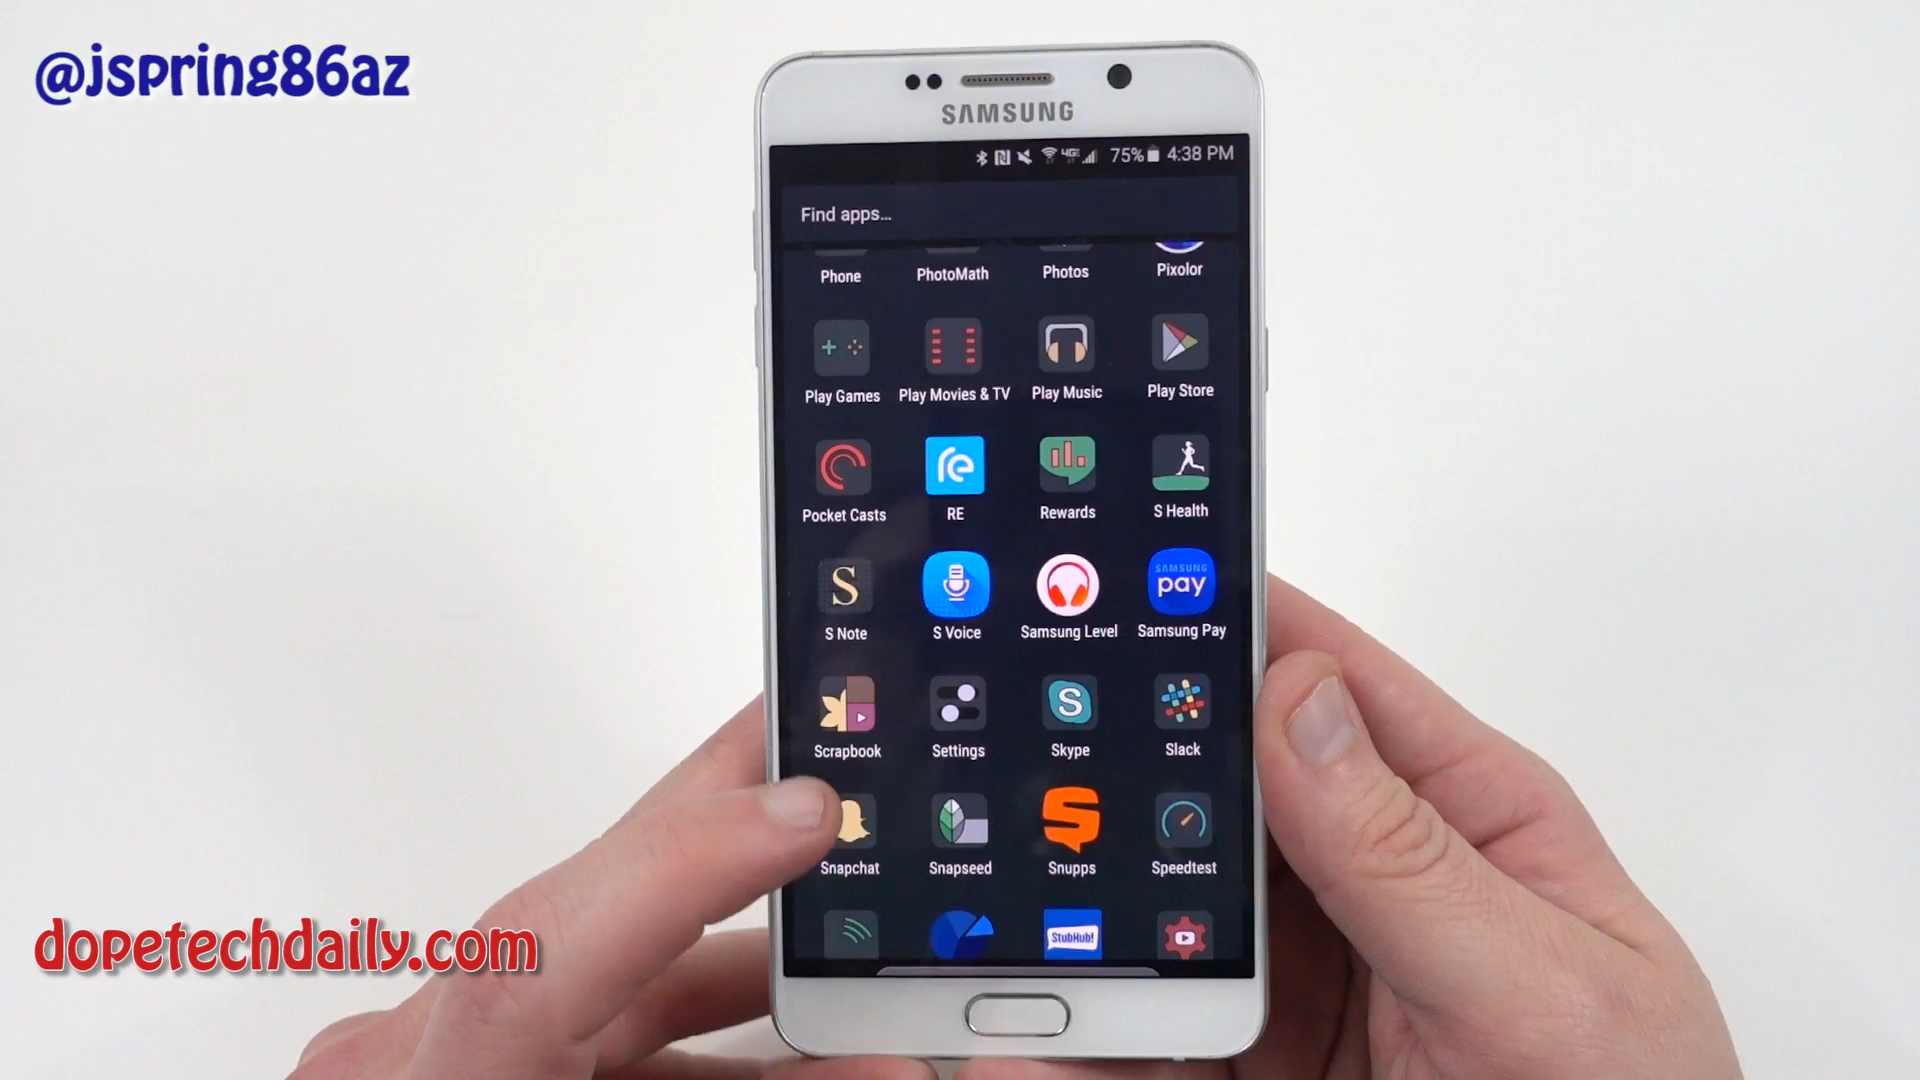 @jspring86az
SAMSUNG
4GE 75% 4:38 PM
Find apps...
Phone PhotoMath Photos Pixolor
Play Games Play Movies & TV Play Music Play Store
re
Pocket Casts RE Rewards S Health
S SAMSUNG pay
S Note S Voice Samsung Level Samsung Pay
S
Scrapbook Settings Skype Slack
Snapchat Snapseed Snupps Speedtest
StubHub!
dopetechdaily.com